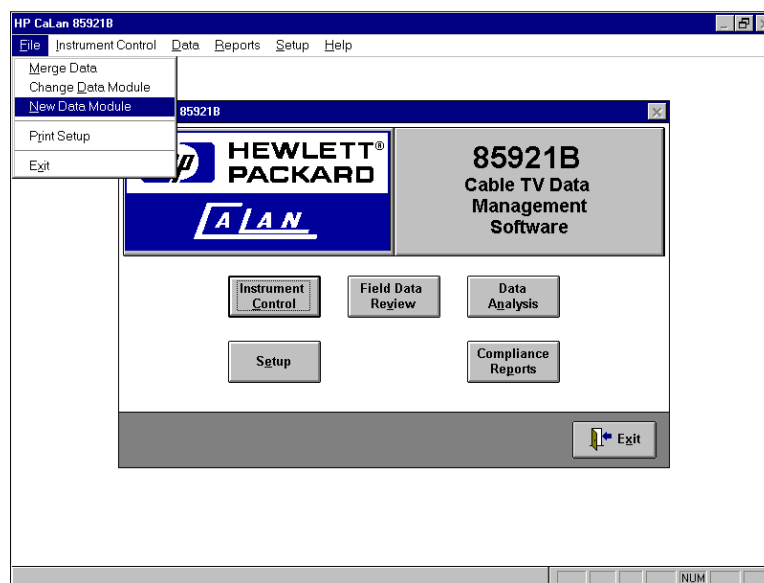 HP CaLan 85921B
File Instrument Control Data Reports Setup Help
Merge Data
Change Data Module
New Data Module
Print Setup
Exit
85921B
hp HEWLETT®
PACKARD
CALAN
85921B
Cable TV Data
Management
Software
Instrument
Control
Field Data
Review
Data
Analysis
Setup
Compliance
Reports
Exit
NUM